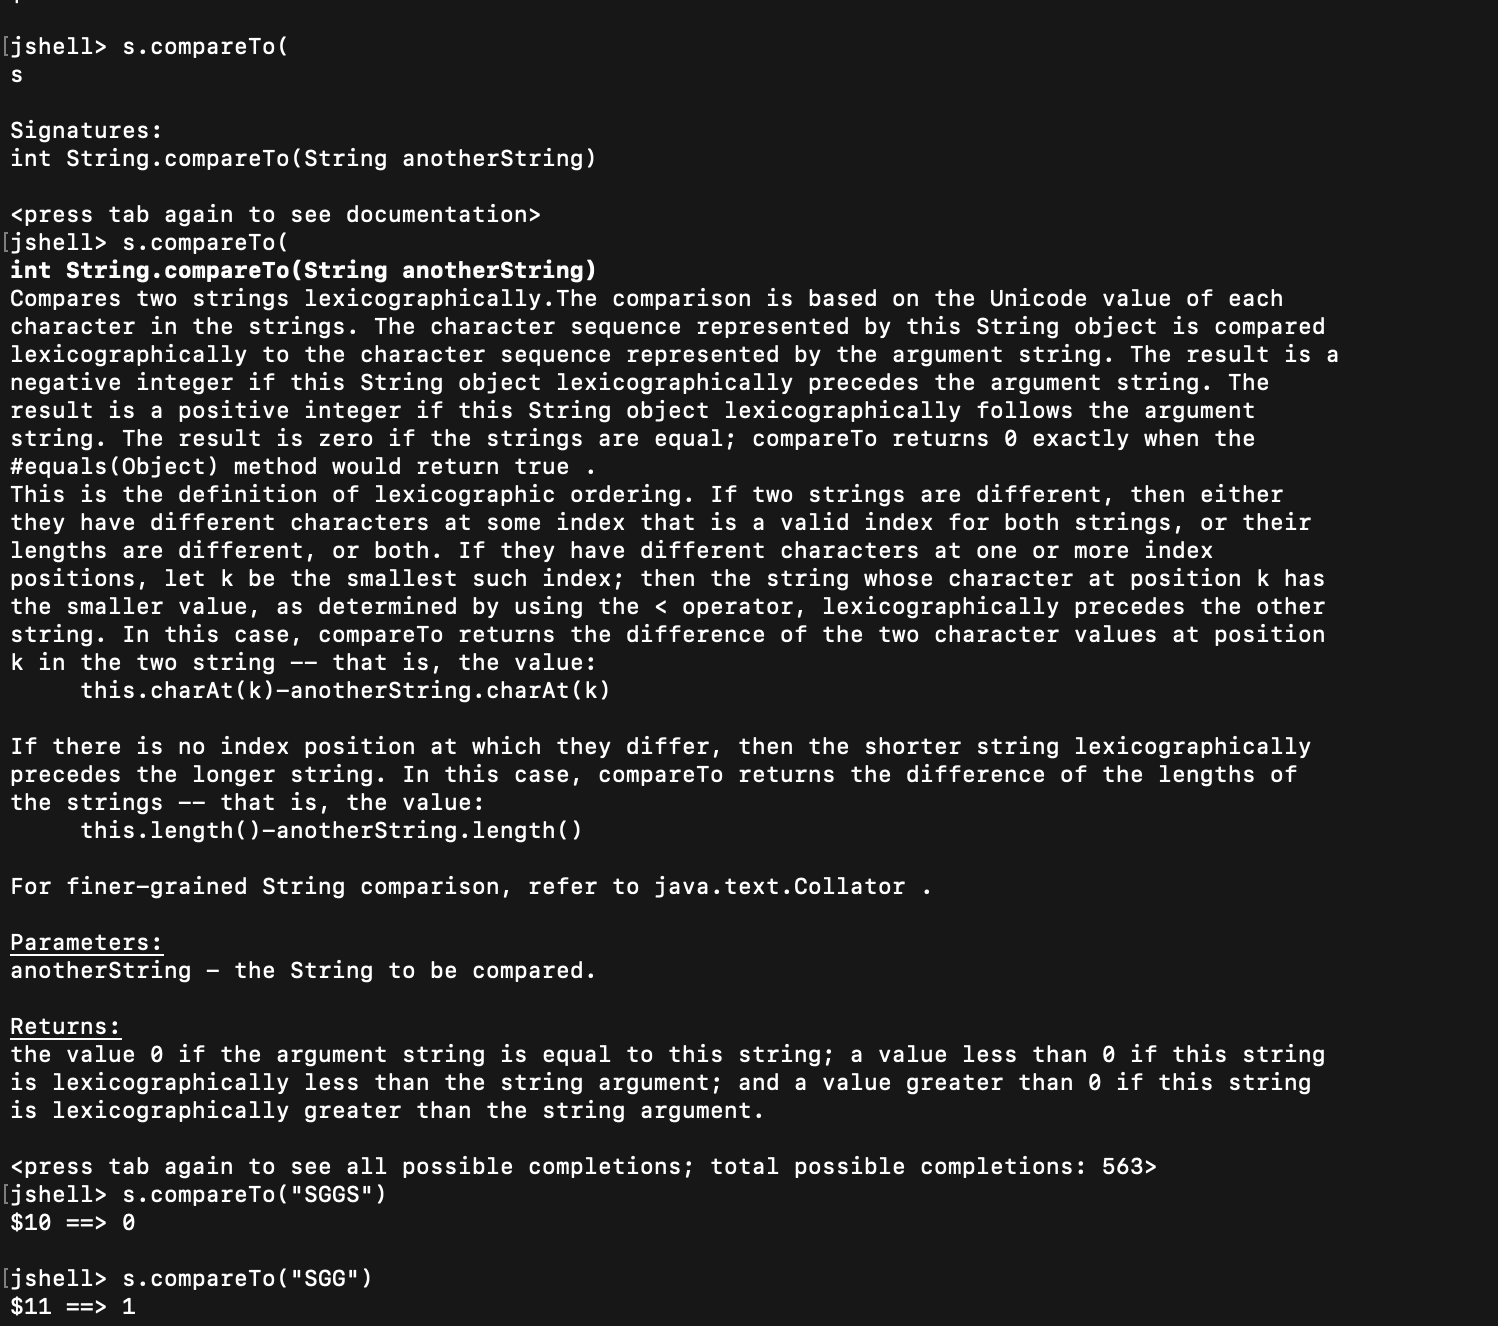 jshell> s.compareTo(
s
Signatures:
int String.compareTo(String anotherString)
<press tab again to see documentation>
jshell> s.compareTo(
int String.compareTo(String anotherString)
Compares two strings lexicographically.The comparison is based on the Unicode value of each
character in the strings. The character sequence represented by this String object is compared
lexicographically to the character sequence represented by the argument string. The result is a
negative integer if this String object lexicographically precedes the argument string. The
result is a positive integer if this String object lexicographically follows the argument
string. The result is zero if the strings are equal; compareTo returns 0 exactly when the
#equals(Object) method would return true .
This is the definition of lexicographic ordering. If two strings are different, then either
they have different characters at some index that is a valid index for both strings, or their
lengths are different, or both. If they have different characters at one or more index
positions, let k be the smallest such index; then the string whose character at position k has
the smaller value, as determined by using the < operator, lexicographically precedes the other
string. In this case, compareTo returns the difference of the two character values at position
k in the two string -- that is, the value:
     this.charAt(k)-anotherString.charAt(k)
If there is no index position at which they differ, then the shorter string lexicographically
precedes the longer string. In this case, compareTo returns the difference of the lengths of
the strings -- that is, the value:
     this.length()-anotherString.length()
For finer-grained String comparison, refer to java.text.Collator .
Parameters:
anotherString - the String to be compared.
Returns:
the value 0 if the argument string is equal to this string; a value less than 0 if this string
is lexicographically less than the string argument; and a value greater than 0 if this string
is lexicographically greater than the string argument.
<press tab again to see all possible completions; total possible completions: 563>
jshell> s.compareTo("SGGS")
$10 ==> 0
jshell> s.compareTo("SGG")
$11 ==> 1